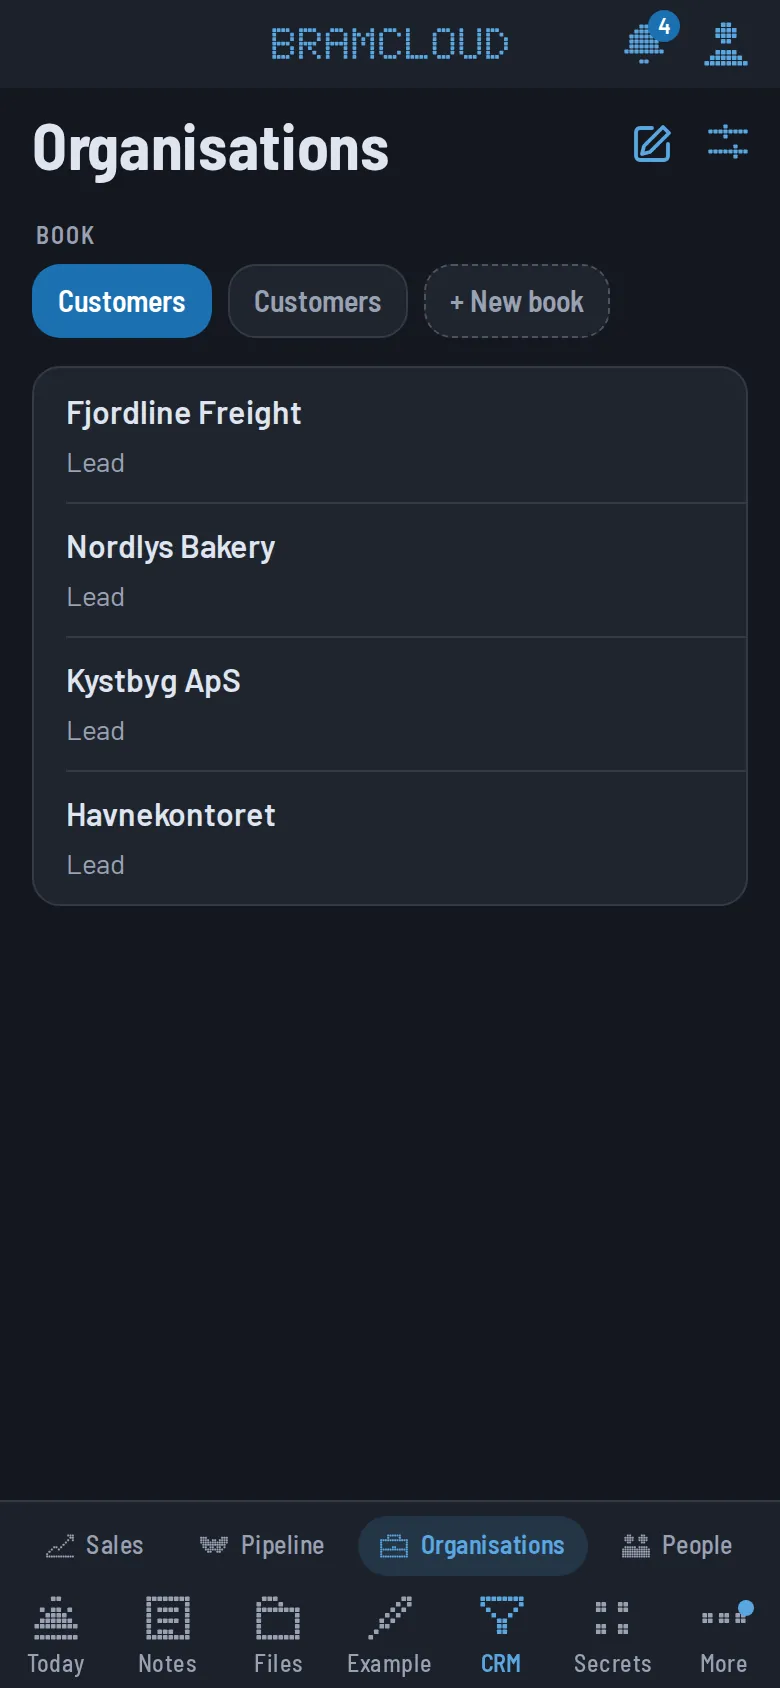 BRAMCLOUD
4
Organisations
BOOK
Customers
Customers
+ New book
Fjordline Freight
Lead
Nordlys Bakery
Lead
Kystbyg ApS
Lead
Havnekontoret
Lead
Sales
Pipeline
Organisations
People
Today
Notes
Files
Example
CRM
Secrets
More